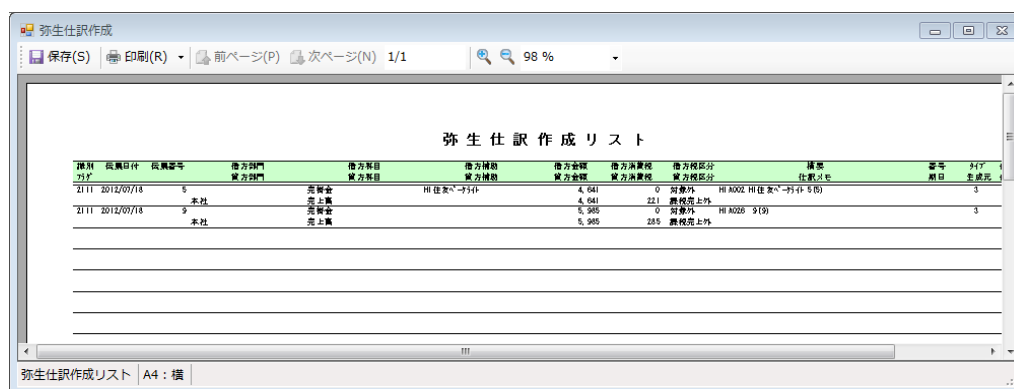 弥生仕訳作成
保存(S) 印刷(R) 前ページ(P) 次ページ(N) 1/1 98 %
弥生仕訳作成リスト
識別 伝票日付 伝票番号 借方部門 借方科目 借方補助 借方金額 借方消費税 借方税区分 摘要 番号 タイプ
フラグ 貸方部門 貸方科目 貸方補助 貸方金額 貸方消費税 貸方税区分 仕訳メモ 期日 生成元
2111 2012/07/18 5 売掛金 HI住友ベークライト 4,641 0 対象外 HI A002 HI住友ベークライト 5(5) 3
本社 売上高 4,641 221 課税売上外
2111 2012/07/18 9 売掛金 5,985 0 対象外 HI A026 9(9) 3
本社 売上高 5,985 285 課税売上外
弥生仕訳作成リスト A4：横